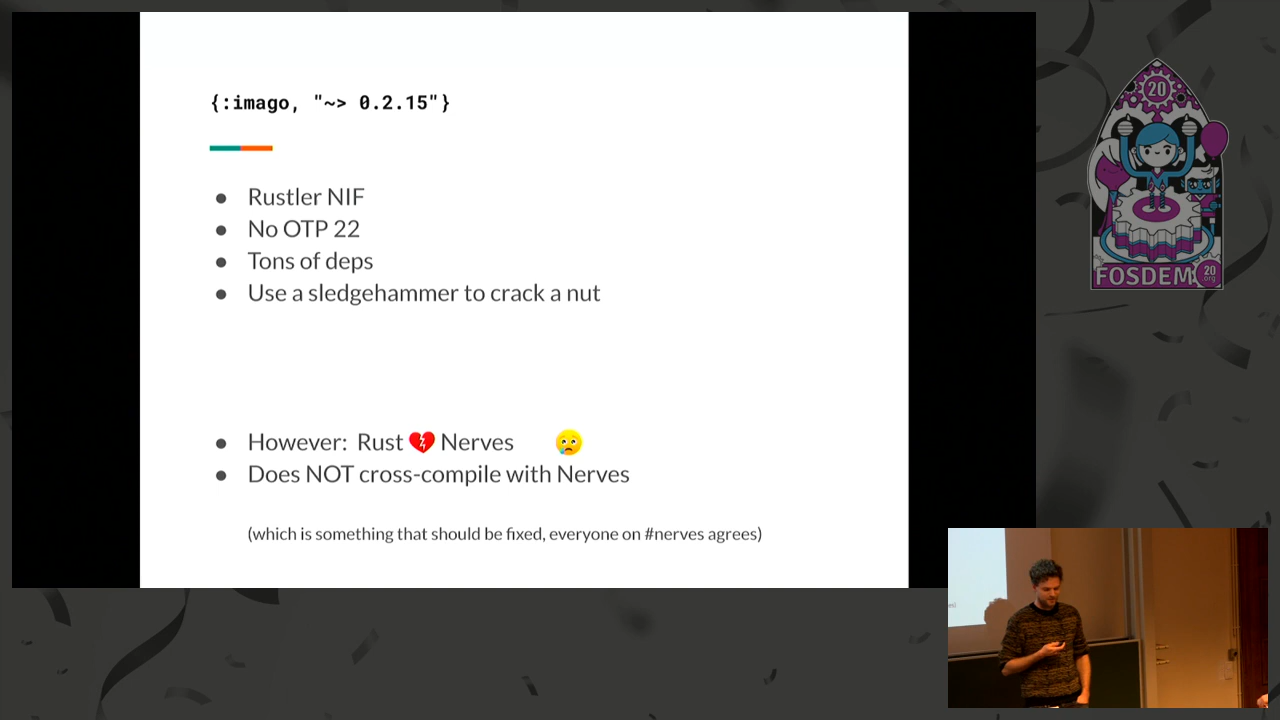 {:imago, "~> 0.2.15"}
● Rustler NIF
● No OTP 22
● Tons of deps
● Use a sledgehammer to crack a nut
● However: Rust 💔 Nerves 😢
● Does NOT cross-compile with Nerves
(which is something that should be fixed, everyone on #nerves agrees)
20
FOSDEM 20
.org